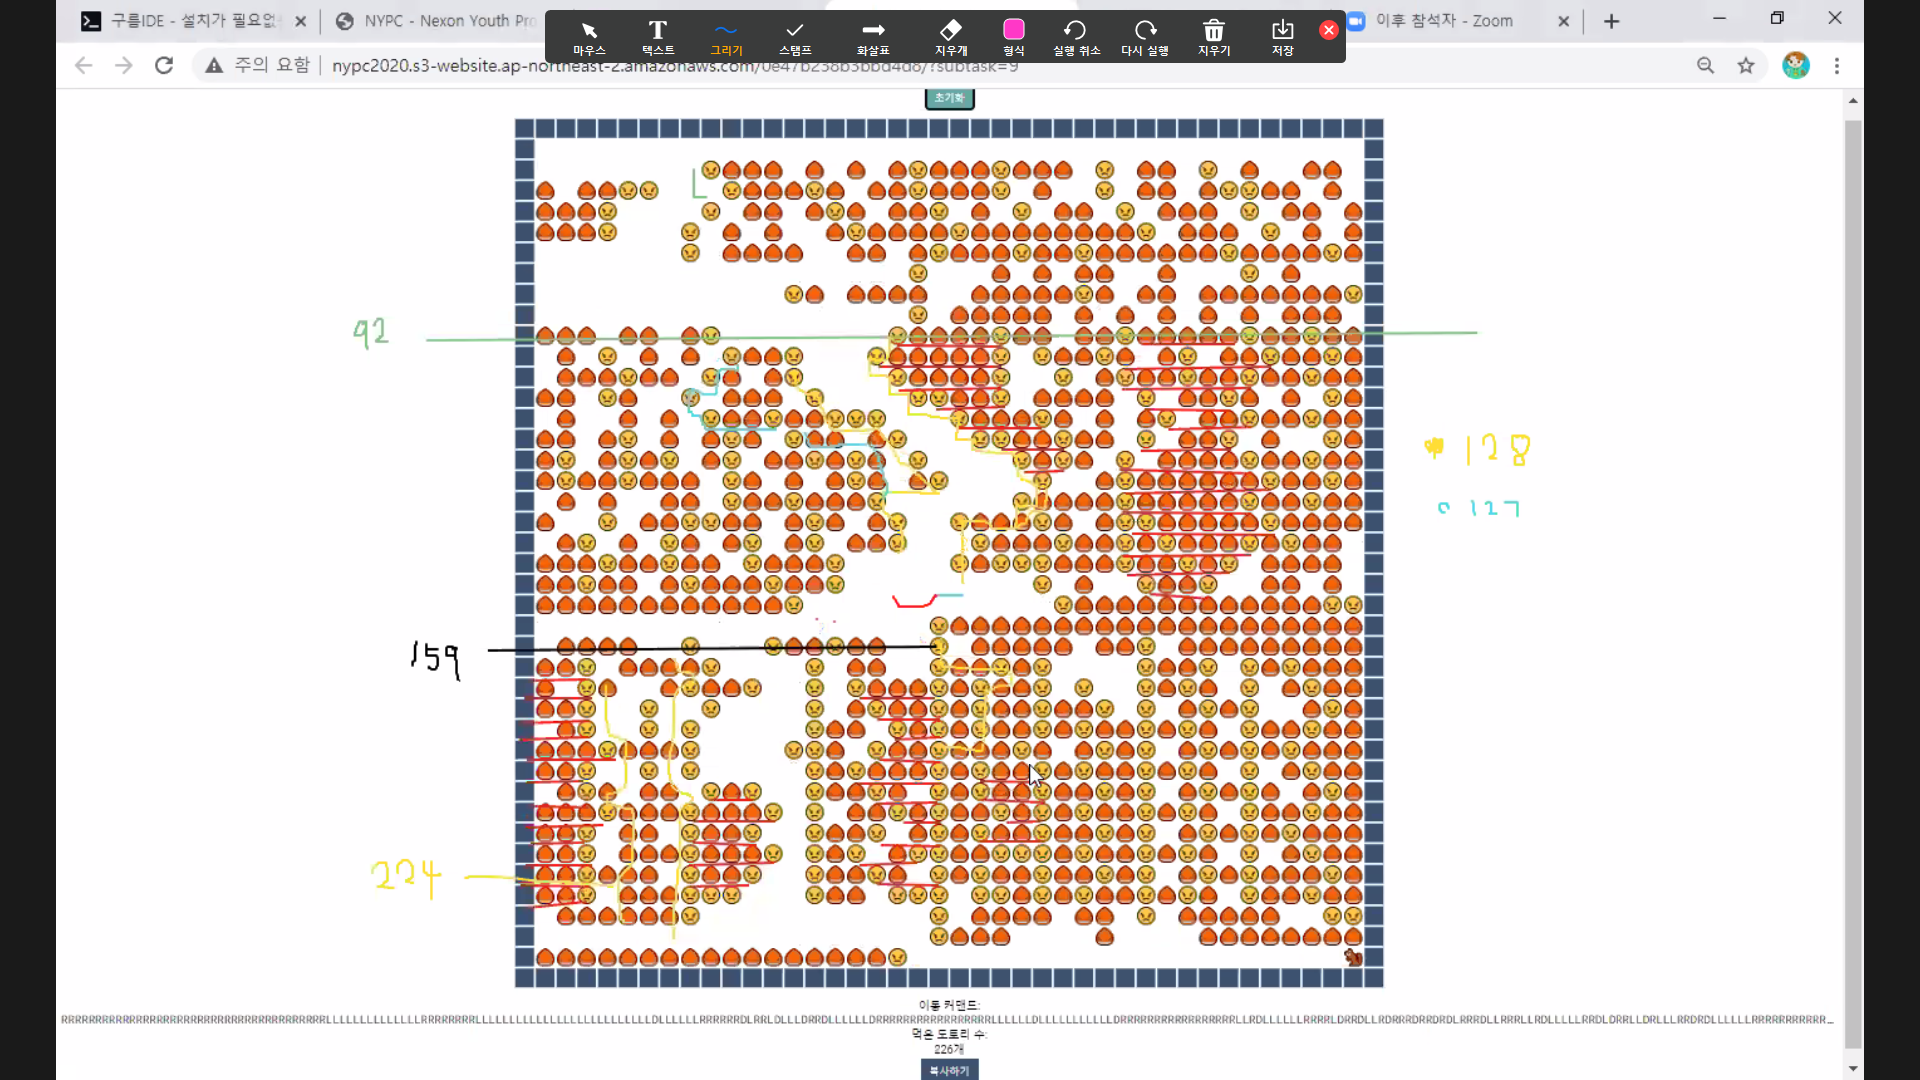 구름IDE - 설치가 필요없
NYPC - Nexon Youth Pro
이후 참석자 - Zoom
마우스
텍스트
그리기
스탬프
화살표
지우개
형식
실행 취소
다시 실행
지우기
저장
주의 요함
nypc2020.s3-website.ap-northeast-2.amazonaws.com/0e47b238b3bbd4d8/?subtask=9
초기화
92
128
127
159
224
이동 커맨드:
먹은 도토리 수:
226개
복사하기